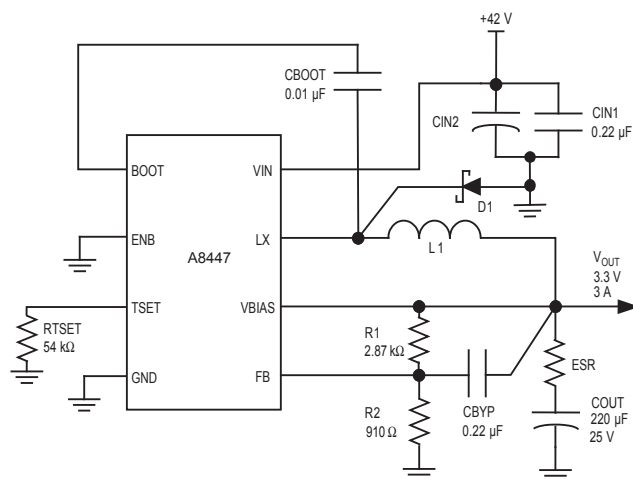 +42 V
CBOOT
0.01 µF
CIN2
CIN1
0.22 µF
BOOT
VIN
D1
ENB
LX
A8447
L1
VOUT
3.3 V
3 A
TSET
VBIAS
RTSET
54 kΩ
R1
2.87 kΩ
ESR
GND
FB
R2
910 Ω
CBYP
0.22 µF
COUT
220 µF
25 V